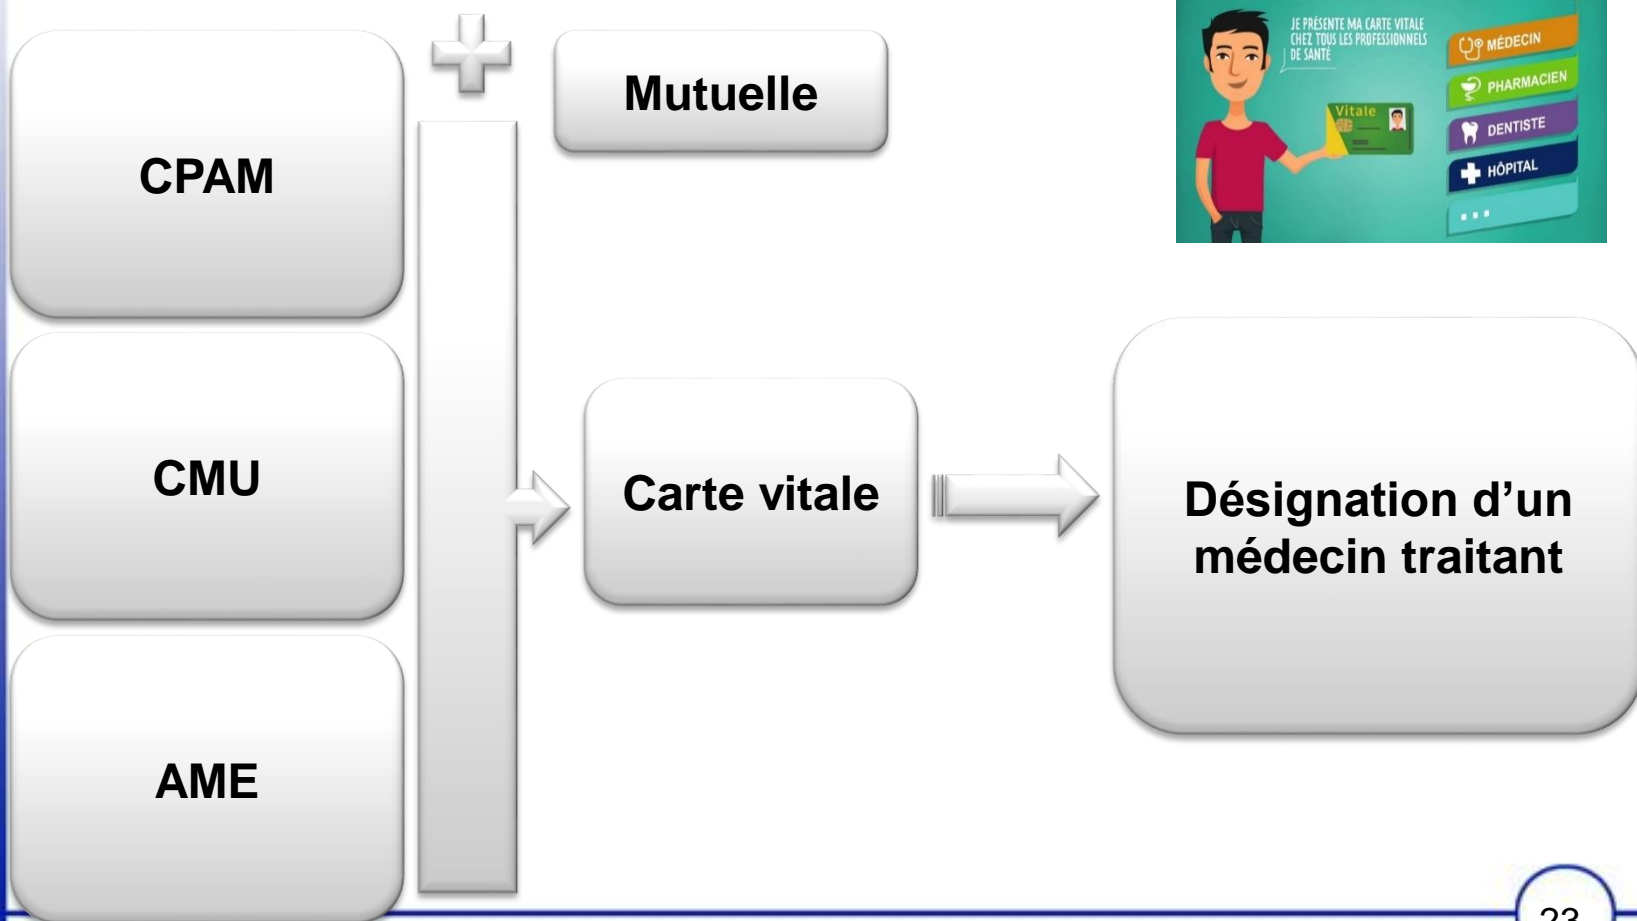 CPAM
Mutuelle
JE PRÉSENTE MA CARTE VITALE
CHEZ TOUS LES PROFESSIONNELS
DE SANTÉ
Vitale
MÉDECIN
PHARMACIEN
DENTISTE
HÔPITAL
...
CMU
Carte vitale
Désignation d’un
médecin traitant
AME
23